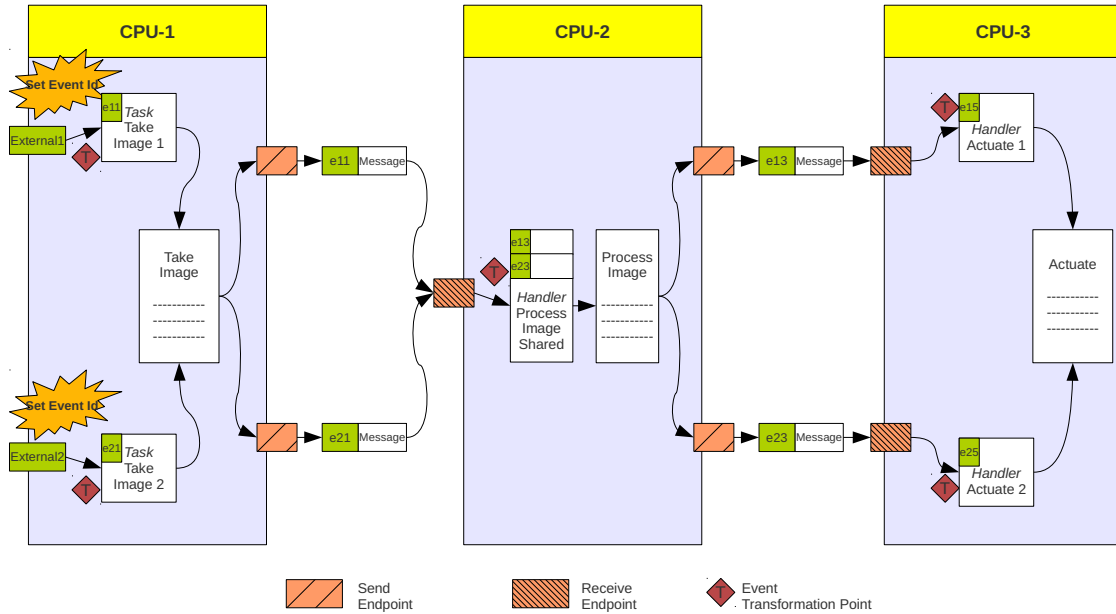 CPU-1
CPU-2
CPU-3
Set Event Id
e11
Task
Take
Image 1
External1
T
e11
Message
e13
Message
T
e15
Handler
Actuate 1
Take
Image
----------
----------
----------
e13
e23
T
Handler
Process
Image
Shared
Process
Image
----------
----------
----------
Actuate
----------
----------
----------
Set Event Id
External2
e21
Task
Take
Image 2
T
e21
Message
e23
Message
e25
Handler
Actuate 2
T
Send
Endpoint
Receive
Endpoint
T
Event
Transformation Point